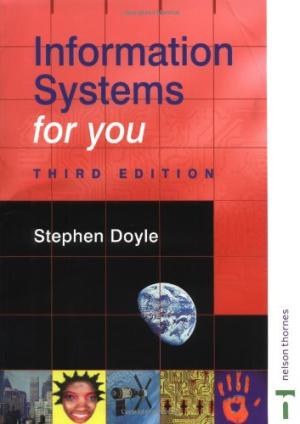 Information
Systems
for you
THIRD EDITION
Stephen Doyle
nelson thornes